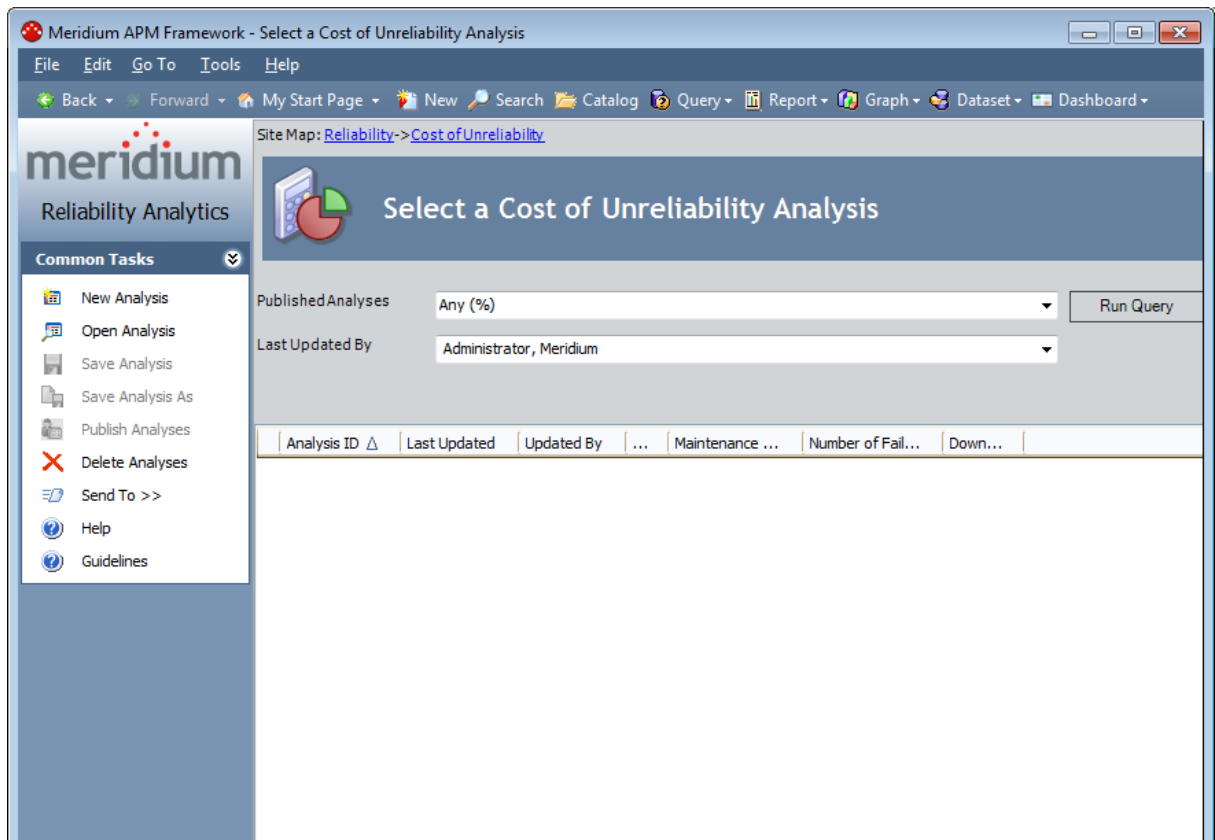 Meridium APM Framework - Select a Cost of Unreliability Analysis
File Edit Go To Tools Help
Back Forward My Start Page New Search Catalog Query Report Graph Dataset Dashboard
meridium
Reliability Analytics
Common Tasks
New Analysis
Open Analysis
Save Analysis
Save Analysis As
Publish Analyses
Delete Analyses
Send To >>
Help
Guidelines
Site Map: Reliability->Cost of Unreliability
Select a Cost of Unreliability Analysis
Published Analyses Any (%) Run Query
Last Updated By Administrator, Meridium
Analysis ID Last Updated Updated By ... Maintenance ... Number of Fail... Down...